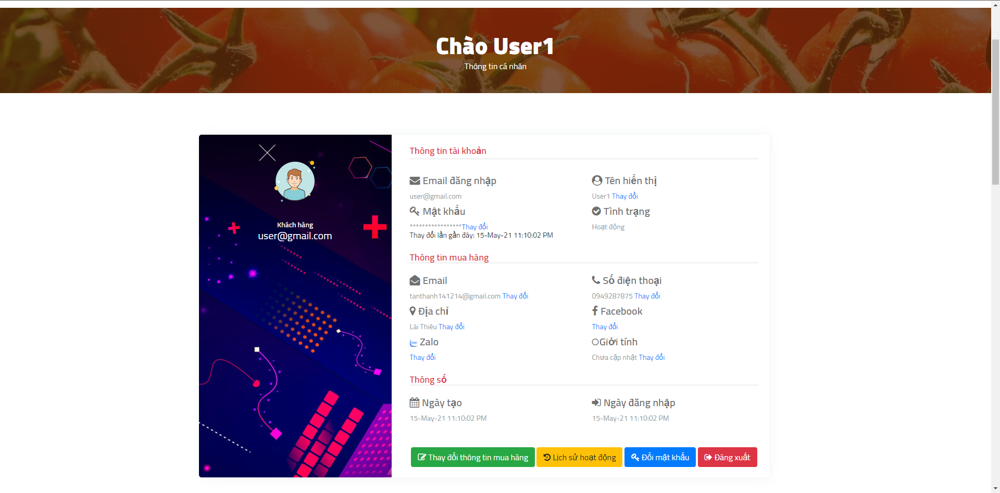 Chào User1
Thông tin cá nhân
Khách hàng
user@gmail.com
Thông tin tài khoản
Email đăng nhập
user@gmail.com
Tên hiển thị
User1 Thay đổi
Mật khẩu
*****************Thay đổi
Thay đổi lần gần đây: 15-May-21 11:10:02 PM
Tình trạng
Hoạt động
Thông tin mua hàng
Email
tanthanh141214@gmail.com Thay đổi
Số điện thoại
0949287875 Thay đổi
Địa chỉ
Lái Thiêu Thay đổi
Facebook
Thay đổi
Zalo
Thay đổi
Giới tính
Chưa cập nhật Thay đổi
Thông số
Ngày tạo
15-May-21 11:10:02 PM
Ngày đăng nhập
15-May-21 11:10:02 PM
Thay đổi thông tin mua hàng
Lịch sử hoạt động
Đổi mật khẩu
Đăng xuất